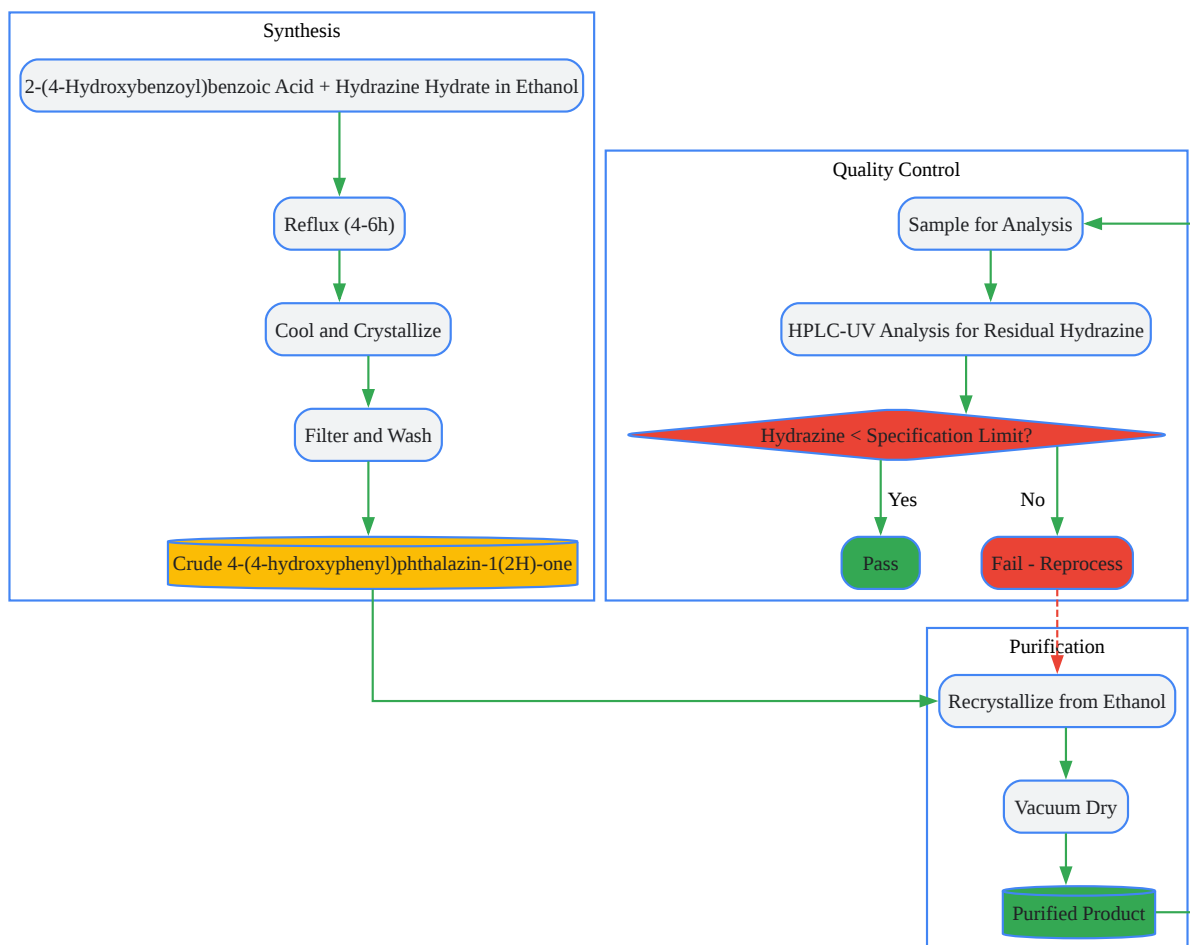 Synthesis
2-(4-Hydroxybenzoyl)benzoic Acid + Hydrazine Hydrate in Ethanol
Reflux (4-6h)
Cool and Crystallize
Filter and Wash
Crude 4-(4-hydroxyphenyl)phthalazin-1(2H)-one
Quality Control
Sample for Analysis
HPLC-UV Analysis for Residual Hydrazine
Hydrazine < Specification Limit?
Yes
No
Pass
Fail - Reprocess
Purification
Recrystallize from Ethanol
Vacuum Dry
Purified Product